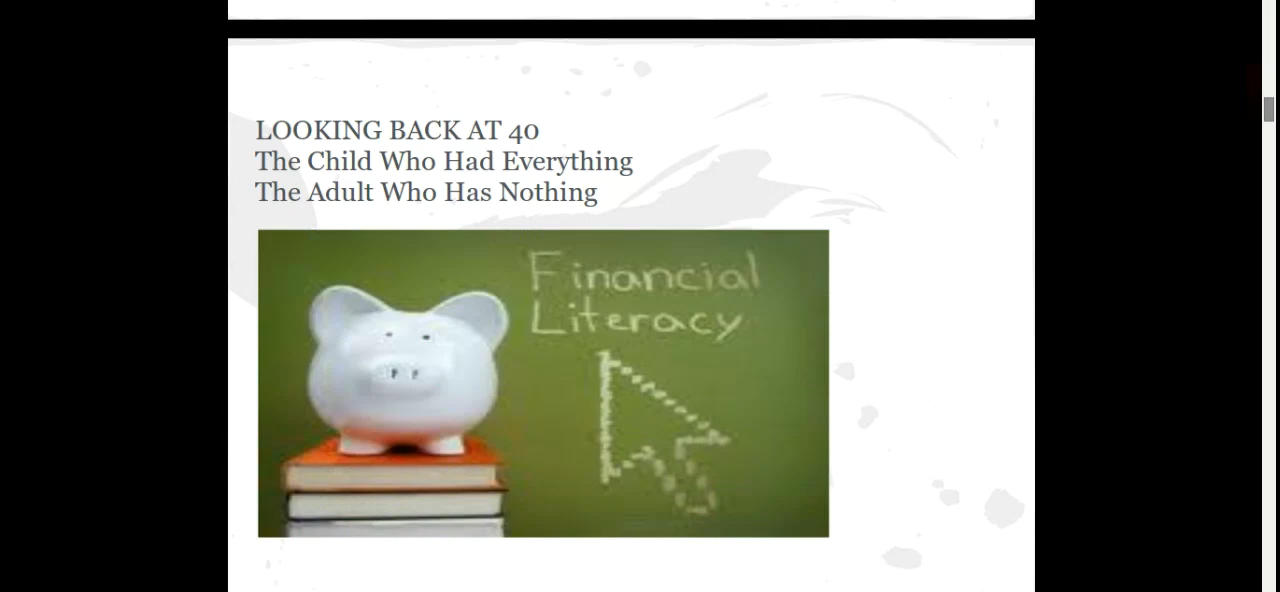 LOOKING BACK AT 40
The Child Who Had Everything
The Adult Who Has Nothing
Financial
Literacy